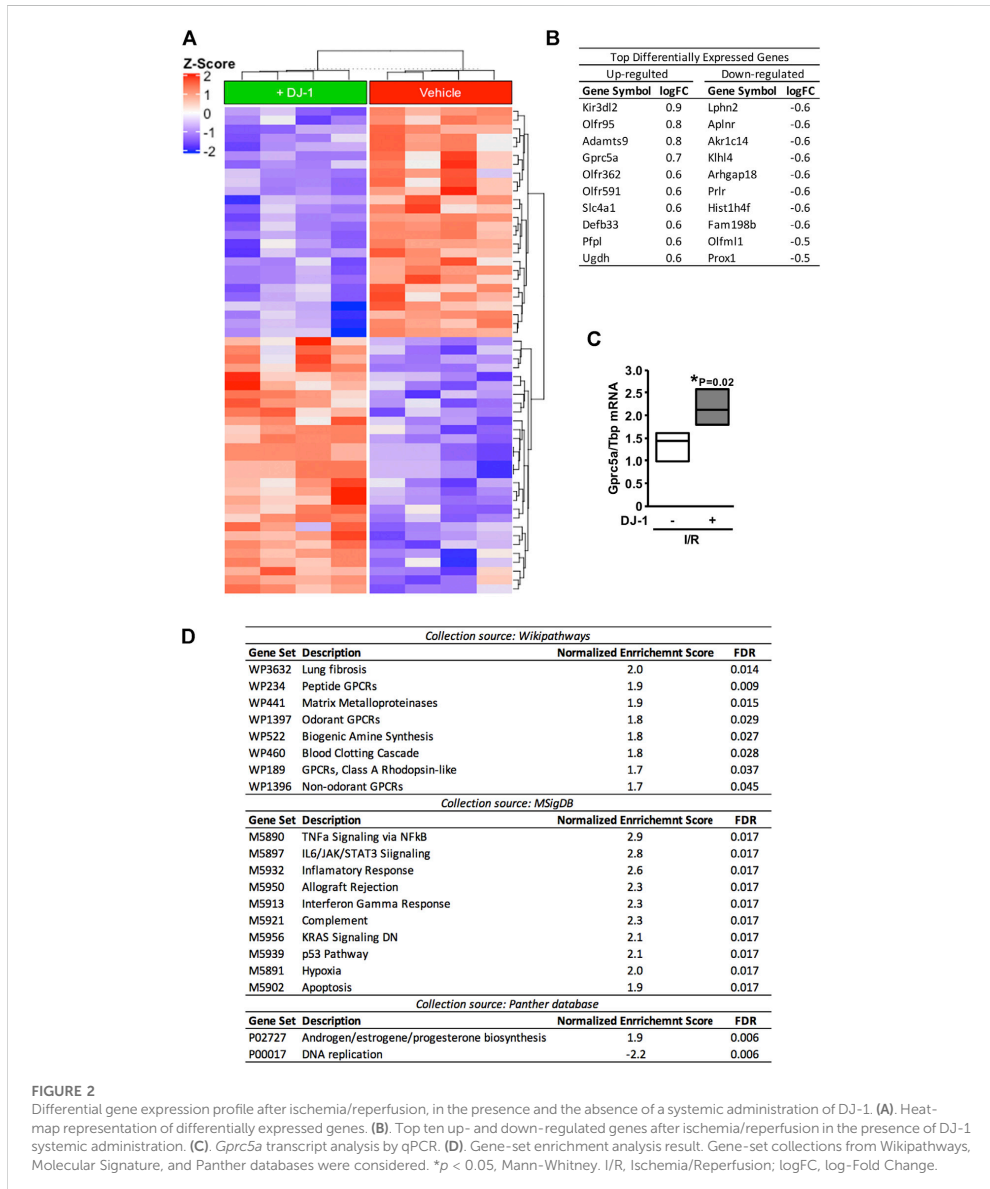 A
Z-Score
2
1
0
-1
-2
+ DJ-1
Vehicle
B
Top Differentially Expressed Genes
Up-regulted Down-regulated
Gene Symbol logFC Gene Symbol logFC
Kir3dl2 0.9 Lphn2 -0.6
Olfr95 0.8 Aplnr -0.6
Adamts9 0.8 Akr1c14 -0.6
Gprc5a 0.7 Klhl4 -0.6
Olfr362 0.6 Arhgap18 -0.6
Olfr591 0.6 Prlr -0.6
Slc4a1 0.6 Hist1h4f -0.6
Defb33 0.6 Fam198b -0.6
Pfpl 0.6 Olfml1 -0.5
Ugdh 0.6 Prox1 -0.5
C
Gprc5a/Tbp mRNA
3.0
2.5
2.0
1.5
1.0
0.5
0
*P=0.02
DJ-1 - +
I/R
D
Collection source: Wikipathways
Gene Set Description Normalized Enrrichemnt Score FDR
WP3632 Lung fibrosis 2.0 0.014
WP234 Peptide GPCRs 1.9 0.009
WP441 Matrix Metalloproteinases 1.9 0.015
WP1397 Odorant GPCRs 1.8 0.029
WP522 Biogenic Amine Synthesis 1.8 0.027
WP460 Blood Clotting Cascade 1.8 0.028
WP189 GPCRs, Class A Rhodopsin-like 1.7 0.037
WP1396 Non-odorant GPCRs 1.7 0.045
Collection source: MSigDB
Gene Set Description Normalized Enrrichemnt Score FDR
M5890 TNFa Signaling via NFkB 2.9 0.017
M5897 IL6/JAK/STAT3 Siignaling 2.8 0.017
M5932 Inflamatory Response 2.6 0.017
M5950 Allograft Rejection 2.3 0.017
M5913 Interferon Gamma Response 2.3 0.017
M5921 Complement 2.3 0.017
M5956 KRAS Signaling DN 2.1 0.017
M5939 p53 Pathway 2.1 0.017
M5891 Hypoxia 2.0 0.017
M5902 Apoptosis 1.9 0.017
Collection source: Panther database
Gene Set Description Normalized Enrrichemnt Score FDR
P02727 Androgen/estrogene/progesterone biosynthesis 1.9 0.006
P00017 DNA replication -2.2 0.006
FIGURE 2
Differential gene expression profile after ischemia/reperfusion, in the presence and the absence of a systemic administration of DJ-1. (A). Heat-
map representation of differentially expressed genes. (B). Top ten up- and down-regulated genes after ischemia/reperfusion in the presence of DJ-1
systemic administration. (C). Gprc5a transcript analysis by qPCR. (D). Gene-set enrichment analysis result. Gene-set collections from Wikipathways,
Molecular Signature, and Panther databases were considered. *p < 0.05, Mann-Whitney. I/R, Ischemia/Reperfusion; logFC, log-Fold Change.